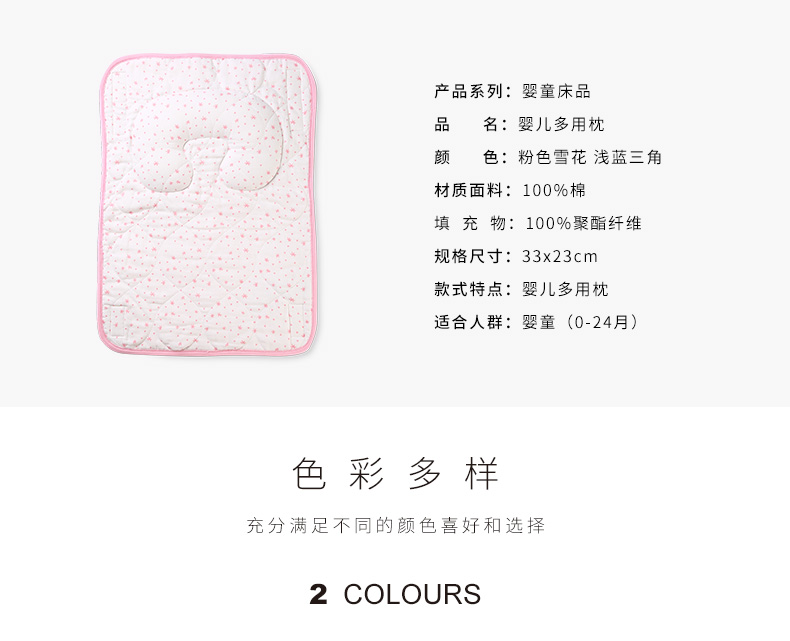 产品系列：婴童床品
品 名：婴儿多用枕
颜 色：粉色雪花 浅蓝三角
材质面料：100%棉
填 充 物：100%聚酯纤维
规格尺寸：33x23cm
款式特点：婴儿多用枕
适合人群：婴童（0-24月）
色彩多样
充分满足不同的颜色喜好和选择
2 COLOURS